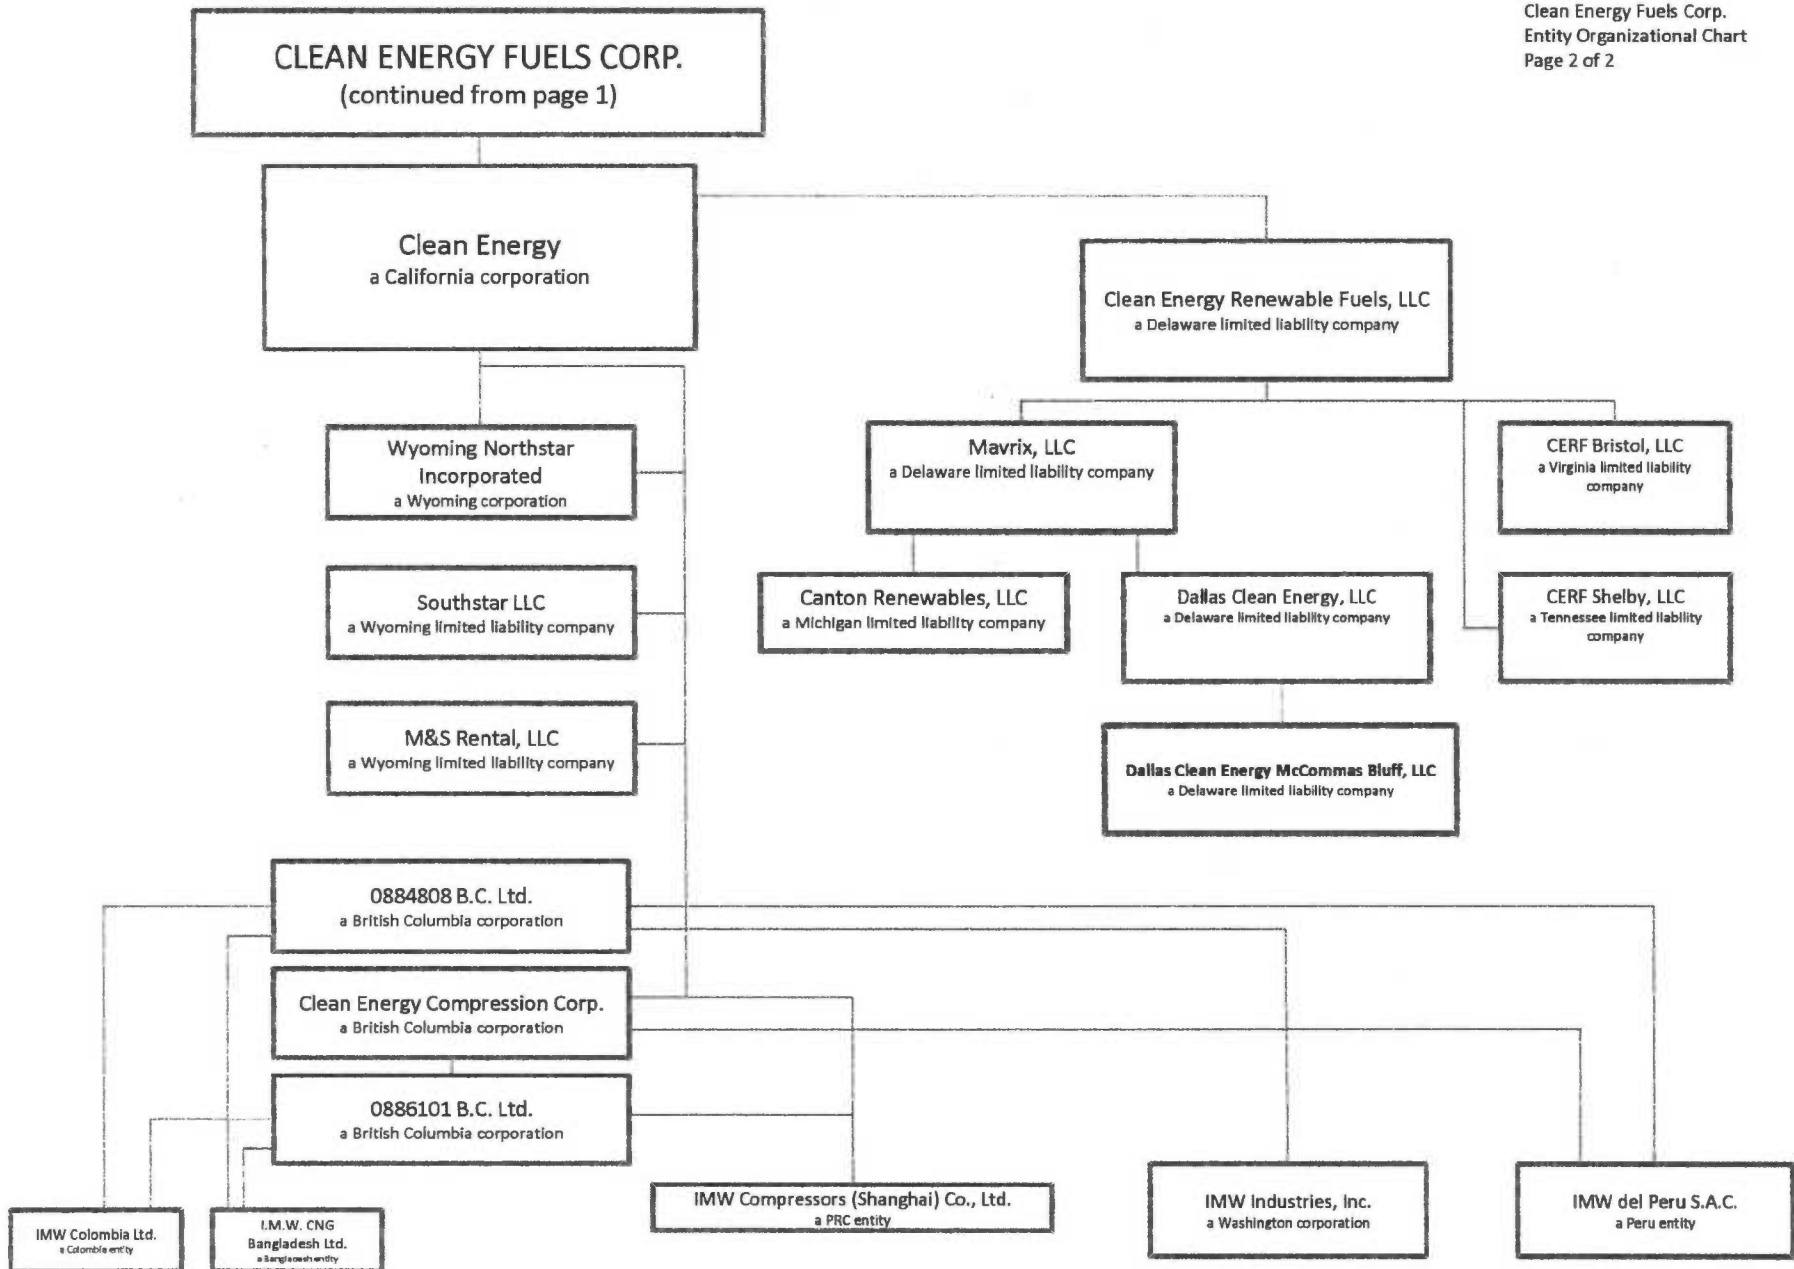 Clean Energy Fuels Corp.
Entity Organizational Chart
Page 2 of 2
CLEAN ENERGY FUELS CORP.
(continued from page 1)
Clean Energy
a California corporation
Clean Energy Renewable Fuels, LLC
a Delaware limited liability company
Wyoming Northstar
Incorporated
a Wyoming corporation
Mavrix, LLC
a Delaware limited liability company
CERF Bristol, LLC
a Virginia limited liability
company
Southstar LLC
a Wyoming limited liability company
Canton Renewables, LLC
a Michigan limited liability company
Dallas Clean Energy, LLC
a Delaware limited liability company
CERF Shelby, LLC
a Tennessee limited liability
company
M&S Rental, LLC
a Wyoming limited liability company
Dallas Clean Energy McCommas Bluff, LLC
a Delaware limited liability company
0884808 B.C. Ltd.
a British Columbia corporation
Clean Energy Compression Corp.
a British Columbia corporation
0886101 B.C. Ltd.
a British Columbia corporation
IMW Colombia Ltd.
a Colombia entity
I.M.W. CNG
Bangladesh Ltd.
a Bangladesh entity
IMW Compressors (Shanghai) Co., Ltd.
a PRC entity
IMW Industries, Inc.
a Washington corporation
IMW del Peru S.A.C.
a Peru entity